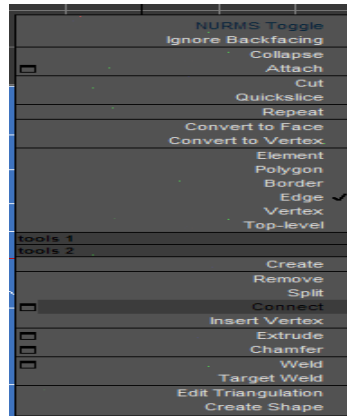 NURMS Toggle
Ignore Backfacing
Collapse
Attach
Cut
Quickslice
Repeat
Convert to Face
Convert to Vertex
Element
Polygon
Border
Edge
Vertex
Top-level
tools 1
tools 2
Create
Remove
Split
Connect
Insert Vertex
Extrude
Chamfer
Weld
Target Weld
Edit Triangulation
Create Shape